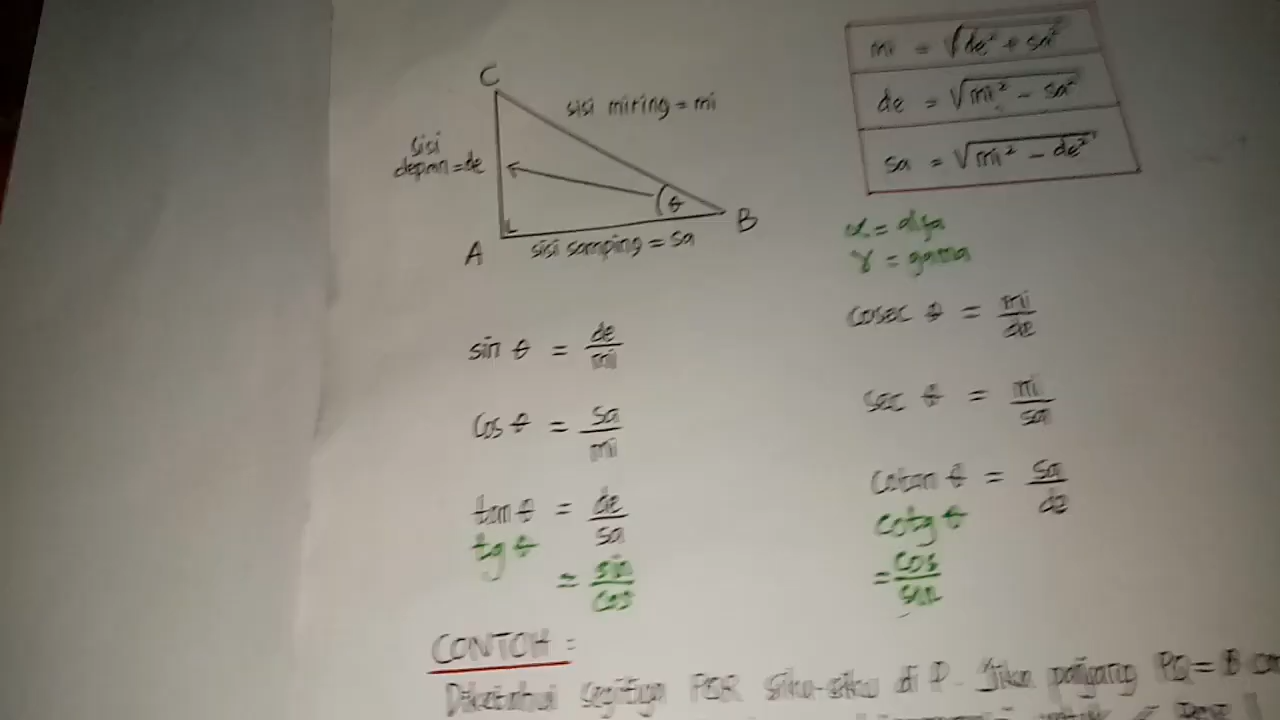 C
sisi miring = mi
sisi
depan = de
θ
A
B
sisi samping = sa
mi = √de² + sa²
de = √mi² - sa²
sa = √mi² - de²
α = alfa
γ = gama
sin θ = de/mi
cos θ = sa/mi
tan θ = de/sa
tg θ
= sin/cos
cosec θ = mi/de
sec θ = mi/sa
cotan θ = sa/de
cotg θ
= cos/sin
CONTOH :
Diketahui segitiga PQR siku-siku di P. Jika panjang PQ = 8 cm
untuk